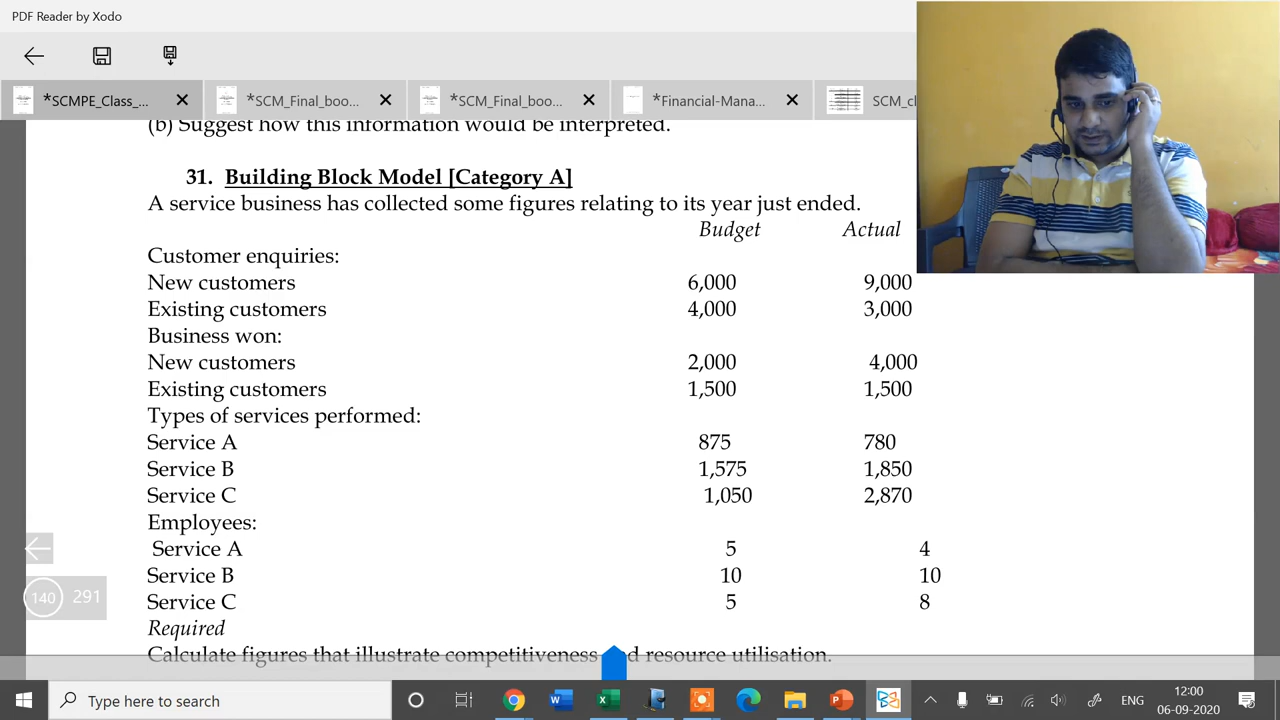 PDF Reader by Xodo
*SCMPE_Class_...
*SCM_Final_boo...
*SCM_Final_boo...
*Financial-Mana...
SCM_cl
(b) Suggest how this information would be interpreted.
31. Building Block Model [Category A]
A service business has collected some figures relating to its year just ended.
Budget Actual
Customer enquiries:
New customers 6,000 9,000
Existing customers 4,000 3,000
Business won:
New customers 2,000 4,000
Existing customers 1,500 1,500
Types of services performed:
Service A 875 780
Service B 1,575 1,850
Service C 1,050 2,870
Employees:
Service A 5 4
Service B 10 10
Service C 5 8
140 291
Required
Calculate figures that illustrate competitiveness nd resource utilisation.
Type here to search
ENG
12:00
06-09-2020